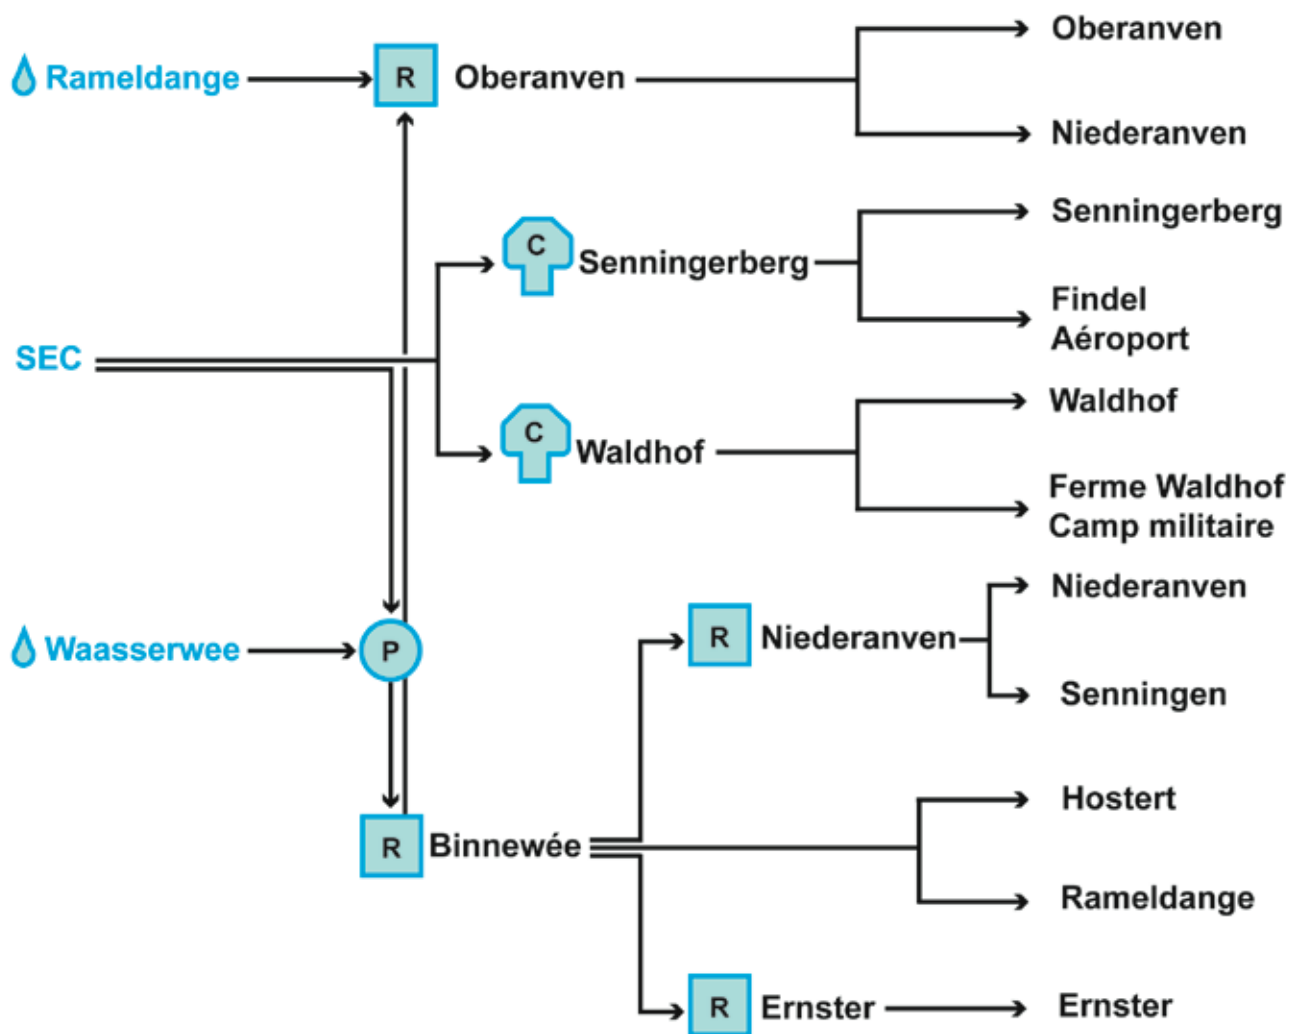 Oberanven
Rameldange
R
Oberanven
Niederanven
Senningerberg
C
Senningerberg
Findel
Aéroport
SEC
Waldhof
C
Waldhof
Ferme Waldhof
Camp militaire
Niederanven
R
Niederanven
Waasserwee
P
Senningen
Hostert
R
Binnewée
Rameldange
R
Ernster
Ernster